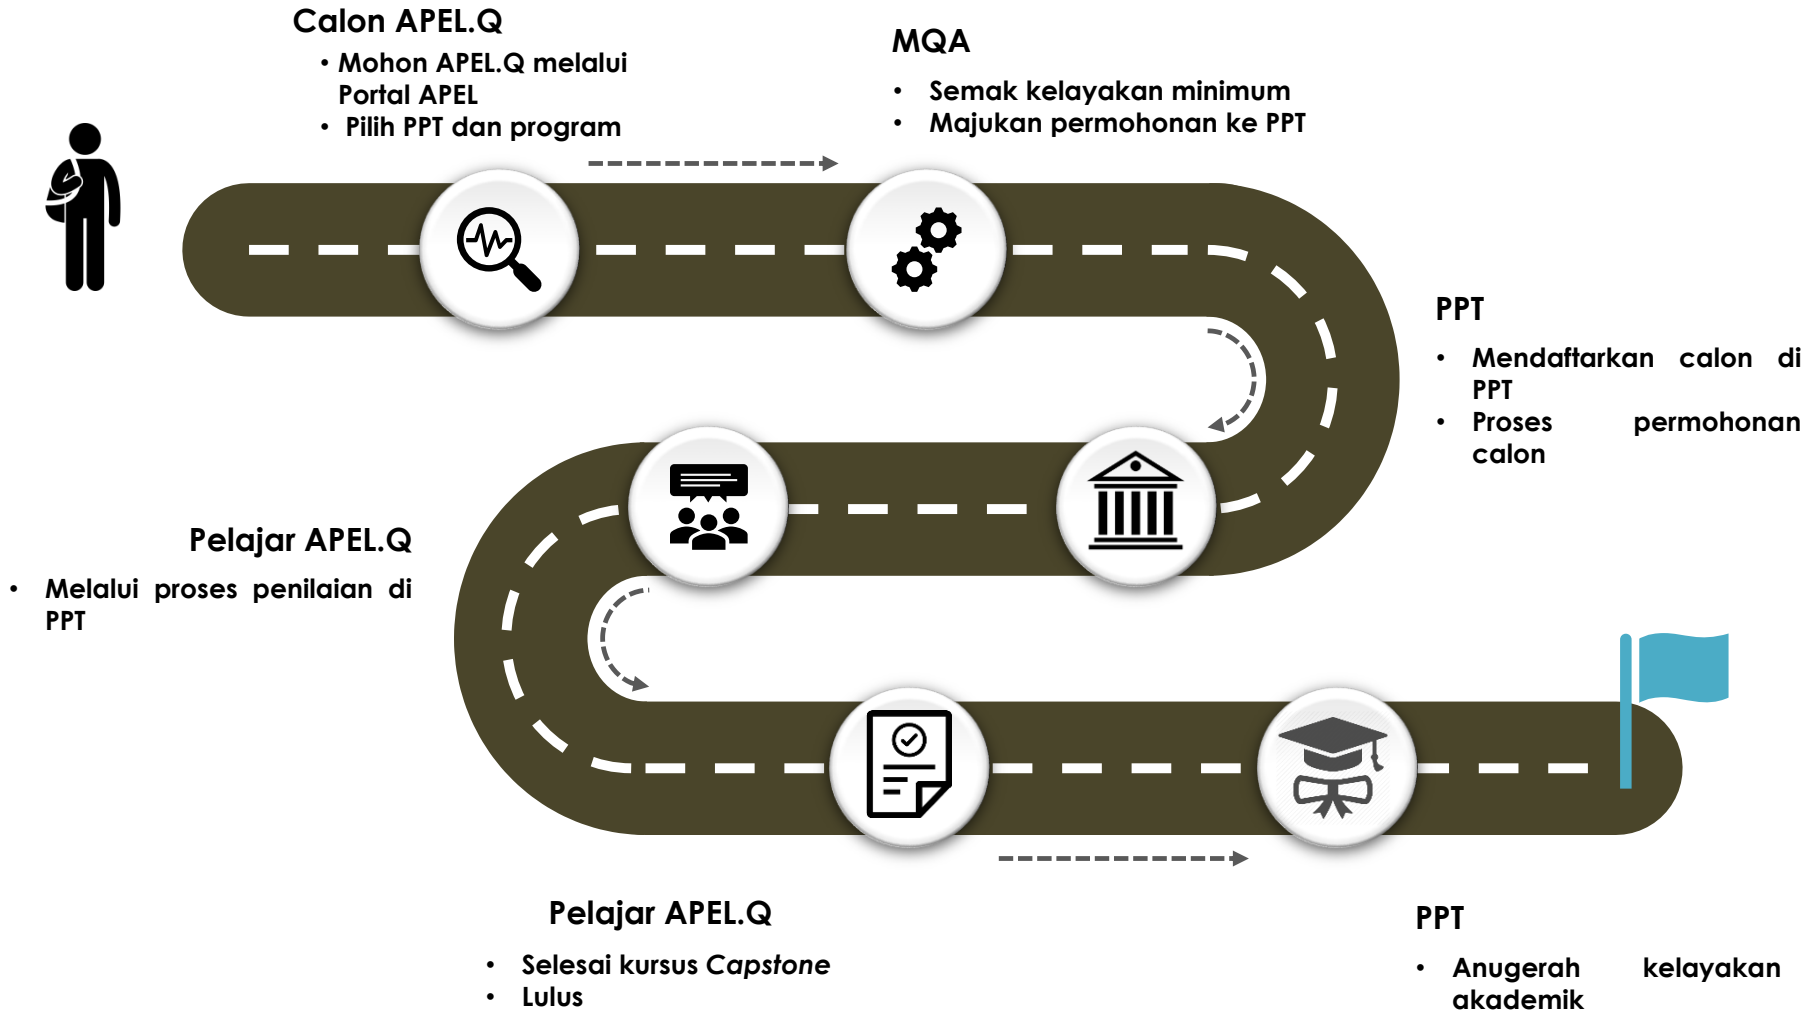 Calon APEL.Q
• Mohon APEL.Q melalui
Portal APEL
• Pilih PPT dan program
MQA
• Semak kelayakan minimum
• Majukan permohonan ke PPT
PPT
• Mendaftarkan calon di
PPT
• Proses permohonan
calon
Pelajar APEL.Q
• Melalui proses penilaian di
PPT
Pelajar APEL.Q
• Selesai kursus Capstone
• Lulus
PPT
• Anugerah kelayakan
akademik